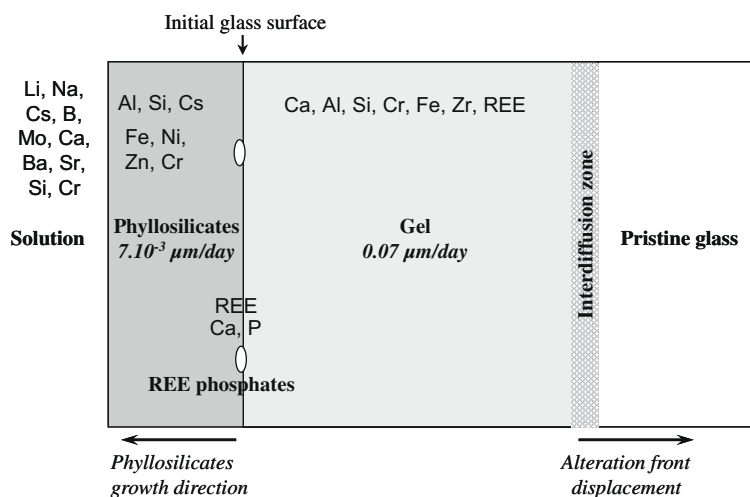 Initial glass surface
Li, Na,
Cs, B,
Mo, Ca,
Ba, Sr,
Si, Cr
Solution
Al, Si, Cs
Fe, Ni,
Zn, Cr
Phyllosilicates
7.10⁻³ µm/day
REE
Ca, P
REE phosphates
Ca, Al, Si, Cr, Fe, Zr, REE
Gel
0.07 µm/day
Interdiffusion zone
Pristine glass
Phyllosilicates
growth direction
Alteration front
displacement